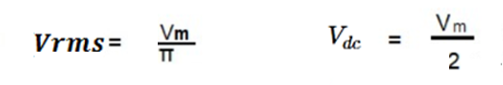 Vrms = Vm/π    Vdc = Vm/2